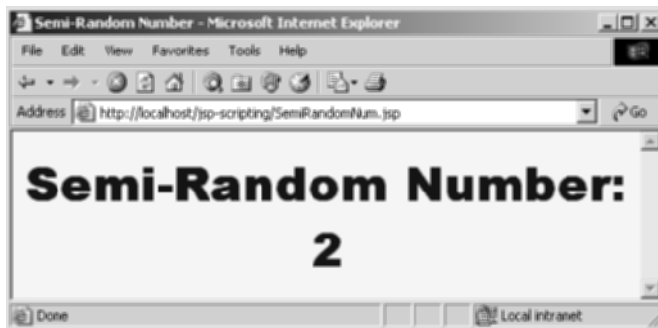 Semi-Random Number - Microsoft Internet Explorer
File Edit View Favorites Tools Help
Address http://localhost/jsp-scripting/SemiRandomNum.jsp Go
Semi-Random Number:
2
Done Local intranet